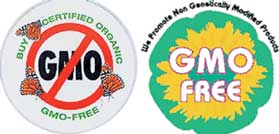 BUY CERTIFIED ORGANIC
GMO
GMO-FREE
We Promote Non Genetically Modified Products
GMO
FREE